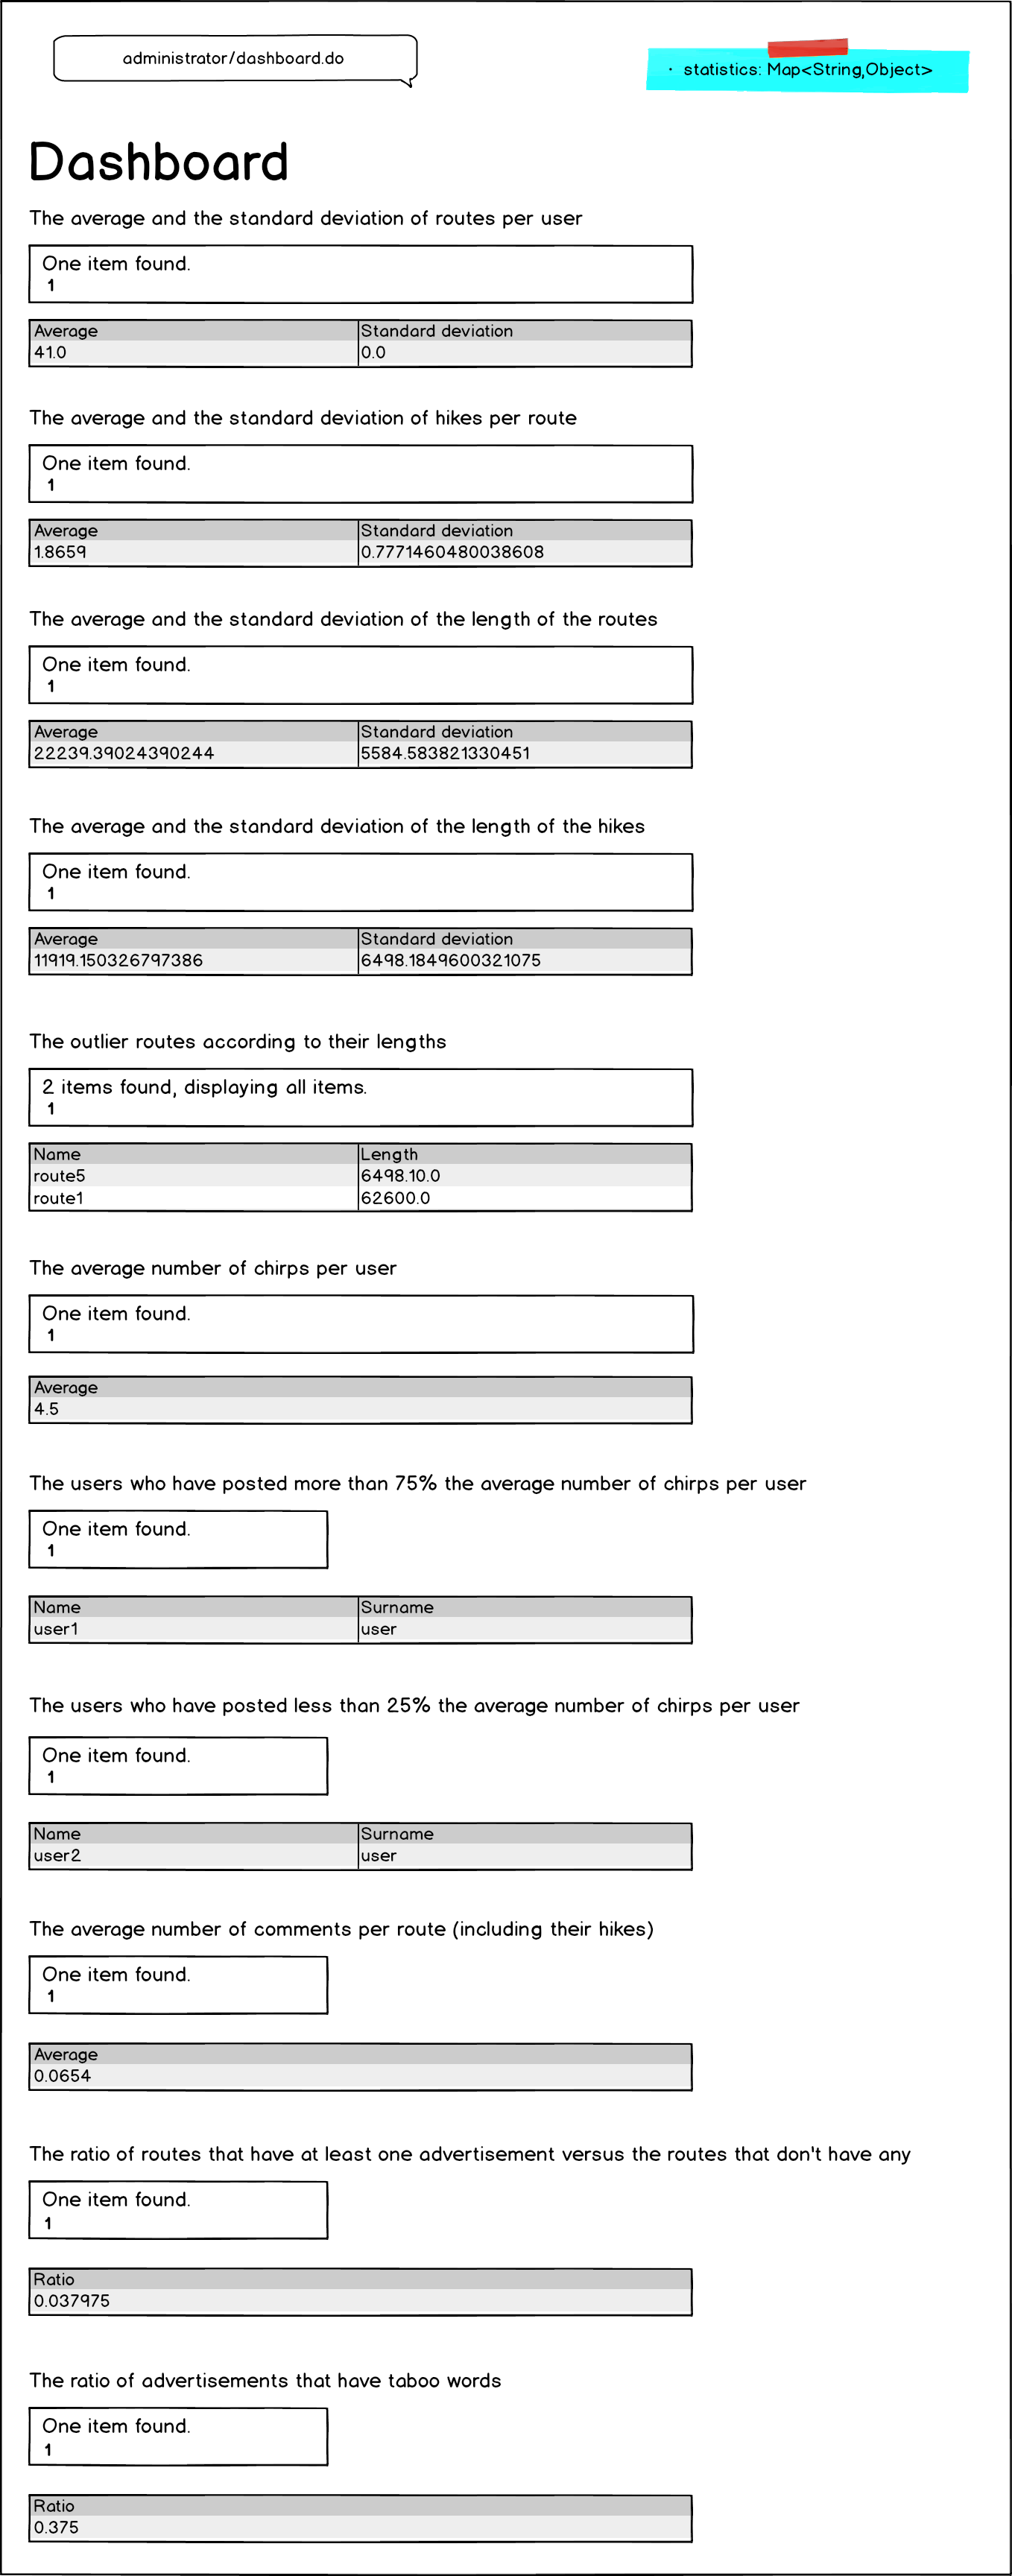 administrator/dashboard.do
· statistics: Map<String,Object>
Dashboard
The average and the standard deviation of routes per user
One item found.
1
Average Standard deviation
41.0 0.0
The average and the standard deviation of hikes per route
One item found.
1
Average Standard deviation
1.8659 0.7771460480038608
The average and the standard deviation of the length of the routes
One item found.
1
Average Standard deviation
22239.39024390244 5584.583821330451
The average and the standard deviation of the length of the hikes
One item found.
1
Average Standard deviation
11919.150326797386 6498.1849600321075
The outlier routes according to their lengths
2 items found, displaying all items.
1
Name Length
route5 6498.10.0
route1 62600.0
The average number of chirps per user
One item found.
1
Average
4.5
The users who have posted more than 75% the average number of chirps per user
One item found.
1
Name Surname
user1 user
The users who have posted less than 25% the average number of chirps per user
One item found.
1
Name Surname
user2 user
The average number of comments per route (including their hikes)
One item found.
1
Average
0.0654
The ratio of routes that have at least one advertisement versus the routes that don't have any
One item found.
1
Ratio
0.037975
The ratio of advertisements that have taboo words
One item found.
1
Ratio
0.375